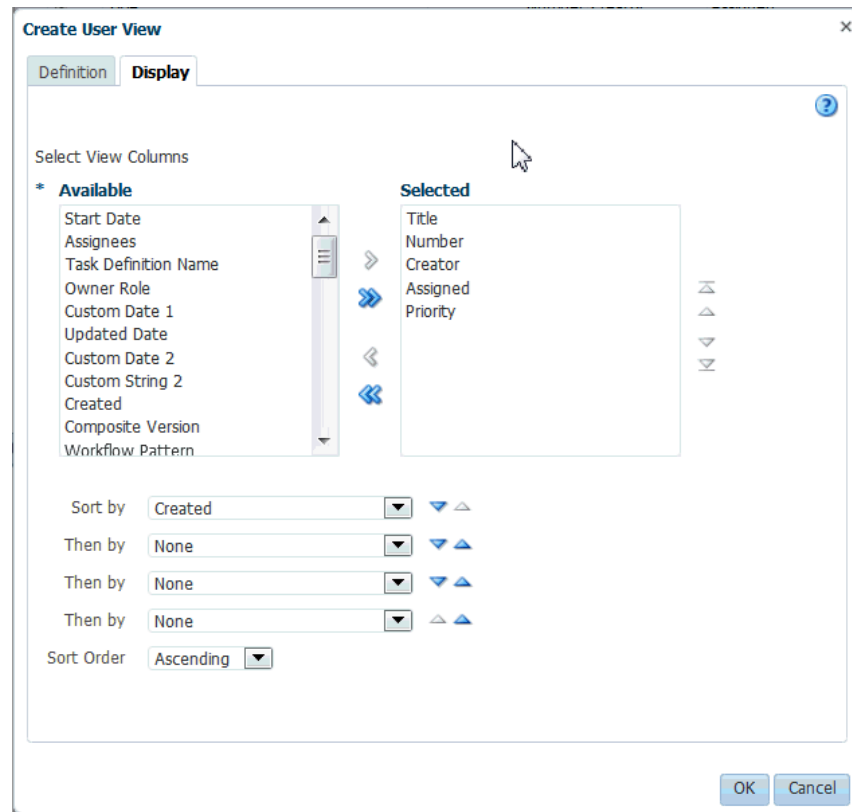 Create User View
Definition Display
Select View Columns
* Available
Start Date
Assignees
Task Definition Name
Owner Role
Custom Date 1
Updated Date
Custom Date 2
Custom String 2
Created
Composite Version
Workflow Pattern
Selected
Title
Number
Creator
Assigned
Priority
Sort by Created
Then by None
Then by None
Then by None
Sort Order Ascending
OK Cancel